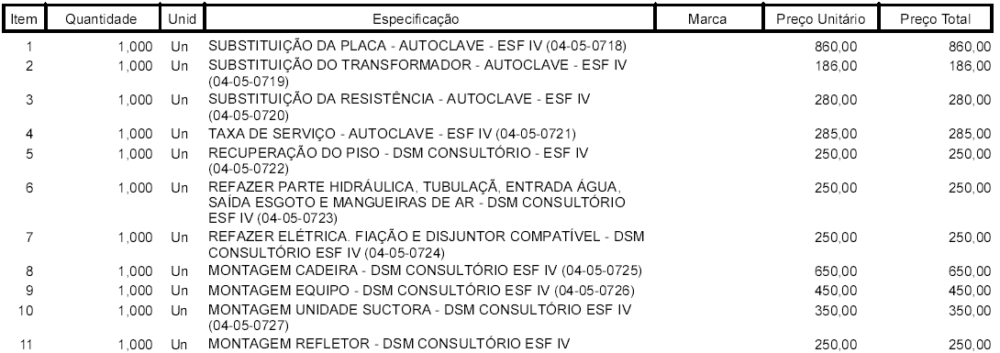 Item Quantidade Unid Especificação Marca Preço Unitário Preço Total
1 1,000 Un SUBSTITUIÇÃO DA PLACA - AUTOCLAVE - ESF IV (04-05-0718) 860,00 860,00
2 1,000 Un SUBSTITUIÇÃO DO TRANSFORMADOR - AUTOCLAVE - ESF IV 186,00 186,00
(04-05-0719)
3 1,000 Un SUBSTITUIÇÃO DA RESISTÊNCIA - AUTOCLAVE - ESF IV 280,00 280,00
(04-05-0720)
4 1,000 Un TAXA DE SERVIÇO - AUTOCLAVE - ESF IV (04-05-0721) 285,00 285,00
5 1,000 Un RECUPERAÇÃO DO PISO - DSM CONSULTÓRIO - ESF IV 250,00 250,00
(04-05-0722)
6 1,000 Un REFAZER PARTE HIDRÁULICA, TUBULAÇÃ, ENTRADA ÁGUA, 250,00 250,00
SAÍDA ESGOTO E MANGUEIRAS DE AR - DSM CONSULTÓRIO
ESF IV (04-05-0723)
7 1,000 Un REFAZER ELÉTRICA. FIAÇÃO E DISJUNTOR COMPATÍVEL - DSM 250,00 250,00
CONSULTÓRIO ESF IV (04-05-0724)
8 1,000 Un MONTAGEM CADEIRA - DSM CONSULTÓRIO ESF IV (04-05-0725) 650,00 650,00
9 1,000 Un MONTAGEM EQUIPO - DSM CONSULTÓRIO ESF IV (04-05-0726) 450,00 450,00
10 1,000 Un MONTAGEM UNIDADE SUCTORA - DSM CONSULTÓRIO ESF IV 350,00 350,00
(04-05-0727)
11 1,000 Un MONTAGEM REFLETOR - DSM CONSULTÓRIO ESF IV 250,00 250,00